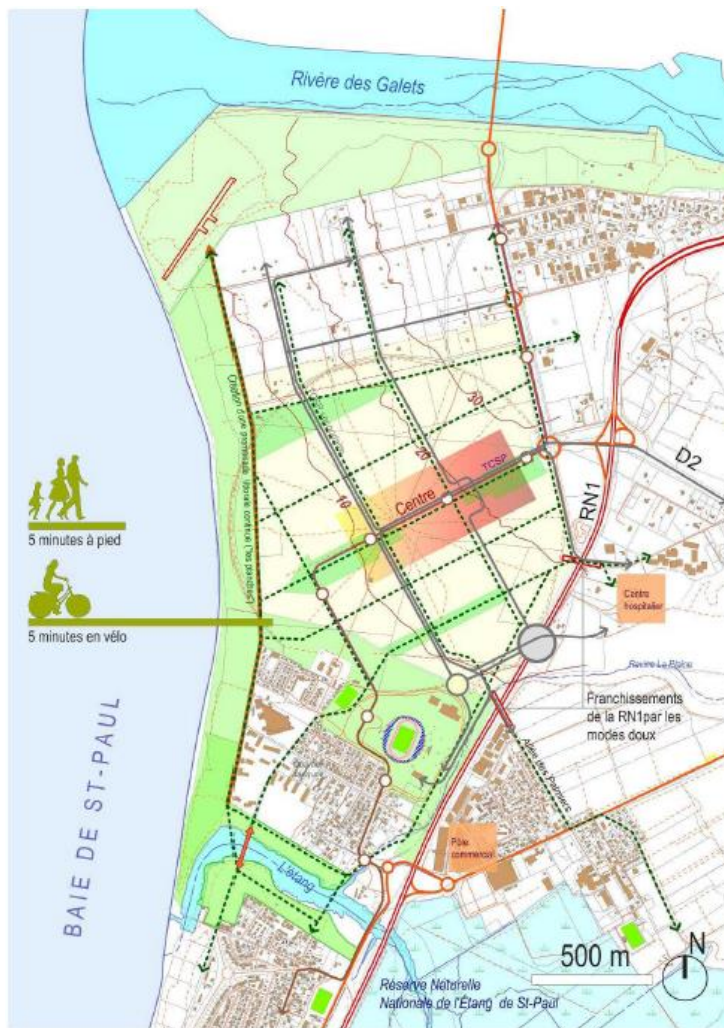 Rivère des Galets
30
20
10
TCSP
Centre
D2
RN1
5 minutes à pied
5 minutes en vélo
Centre
hospitalier
Franchissements
de la RN1par les
modes doux
BAIE DE ST-PAUL
L'étang
Pôle
commercial
500 m
N
Réserve Naturelle
Nationale de l'Étang de St-Paul